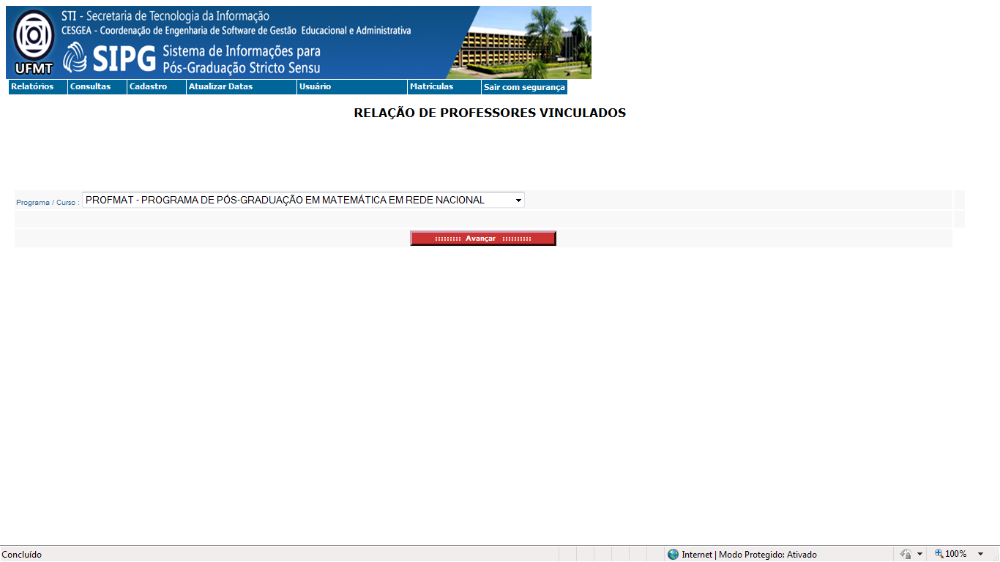 STI - Secretaria de Tecnologia da Informação
CESGEA - Coordenação de Engenharia de Software de Gestão Educacional e Administrativa
UFMT
SIPG
Sistema de Informações para
Pós-Graduação Stricto Sensu
Relatórios Consultas Cadastro Atualizar Datas Usuário Matrículas Sair com segurança
RELAÇÃO DE PROFESSORES VINCULADOS
Programa / Curso : PROFMAT - PROGRAMA DE PÓS-GRADUAÇÃO EM MATEMÁTICA EM REDE NACIONAL
::::::::: Avançar ::::::::::
Concluído Internet | Modo Protegido: Ativado 100%